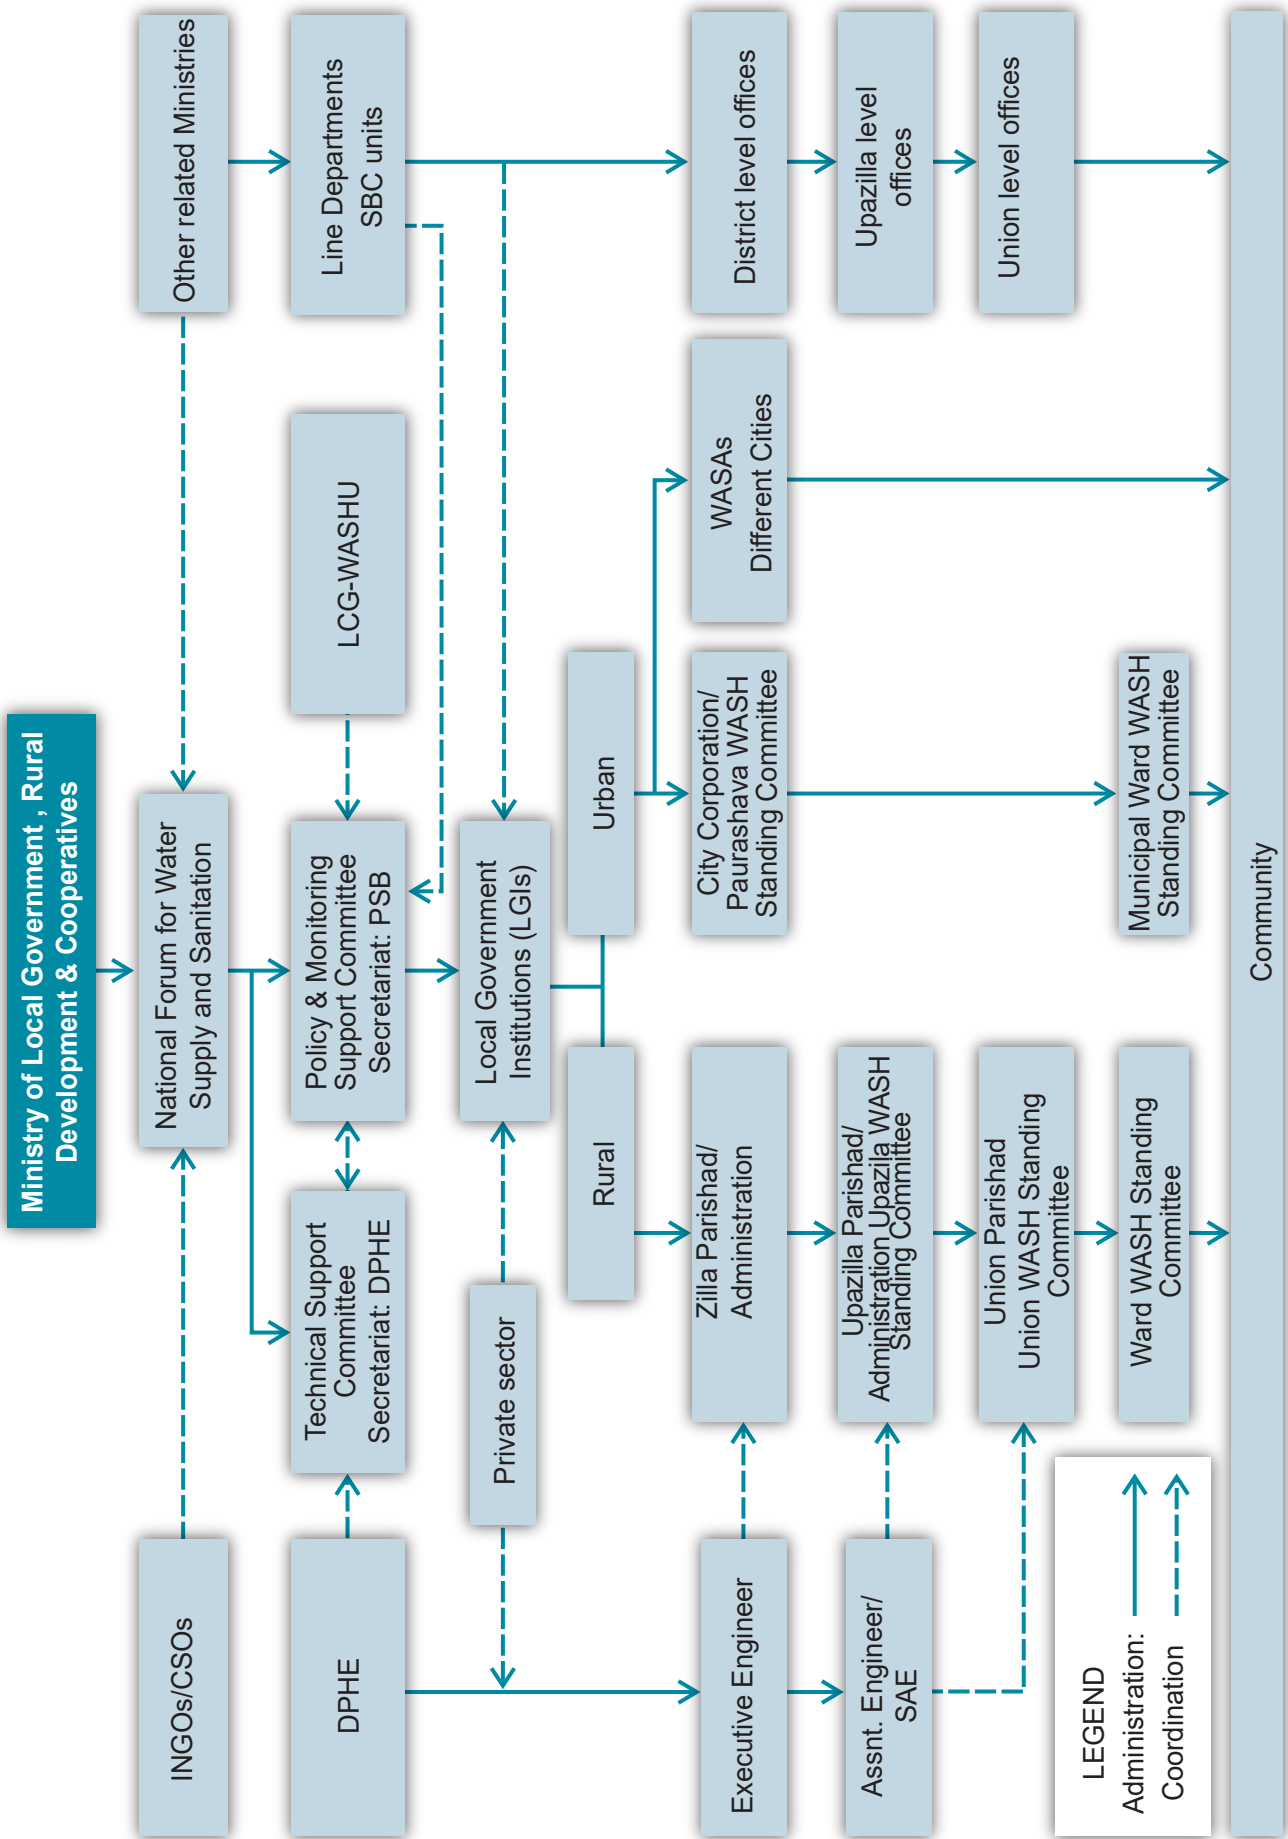 Ministry of Local Government , Rural
Development & Cooperatives
INGOs/CSOs
National Forum for Water
Supply and Sanitation
Other related Ministries
DPHE
Technical Support
Committee
Secretariat: DPHE
Policy & Monitoring
Support Committee
Secretariat: PSB
LCG-WASHU
Line Departments
SBC units
Private sector
Local Government
Institutions (LGIs)
Rural
Urban
Executive Engineer
Zilla Parishad/
Administration
City Corporation/
Paurashava WASH
Standing Committee
WASAs
Different Cities
District level offices
Assnt. Engineer/
SAE
Upazilla Parishad/
Administration Upazila WASH
Standing Committee
Upazilla level
offices
Union Parishad
Union WASH Standing
Committee
Union level offices
LEGEND
Administration:
Coordination
Ward WASH Standing
Committee
Municipal Ward WASH
Standing Committee
Community